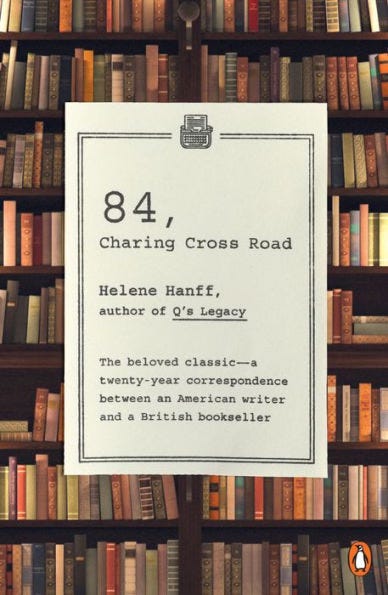 84,
Charing Cross Road
Helene Hanff,
author of Q's Legacy
The beloved classic—a
twenty-year correspondence
between an American writer
and a British bookseller